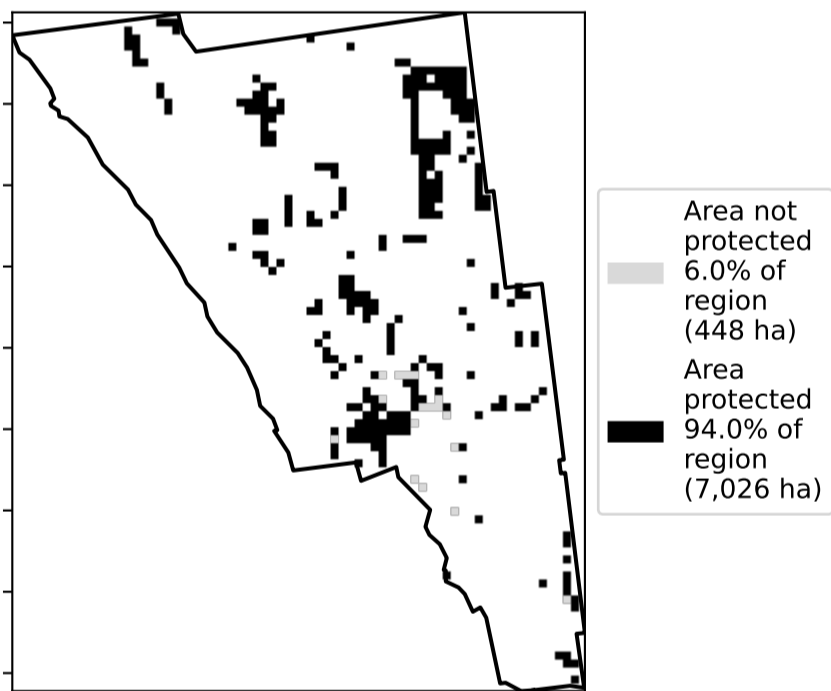 Area not
protected
6.0% of
region
(448 ha)
Area
protected
94.0% of
region
(7,026 ha)